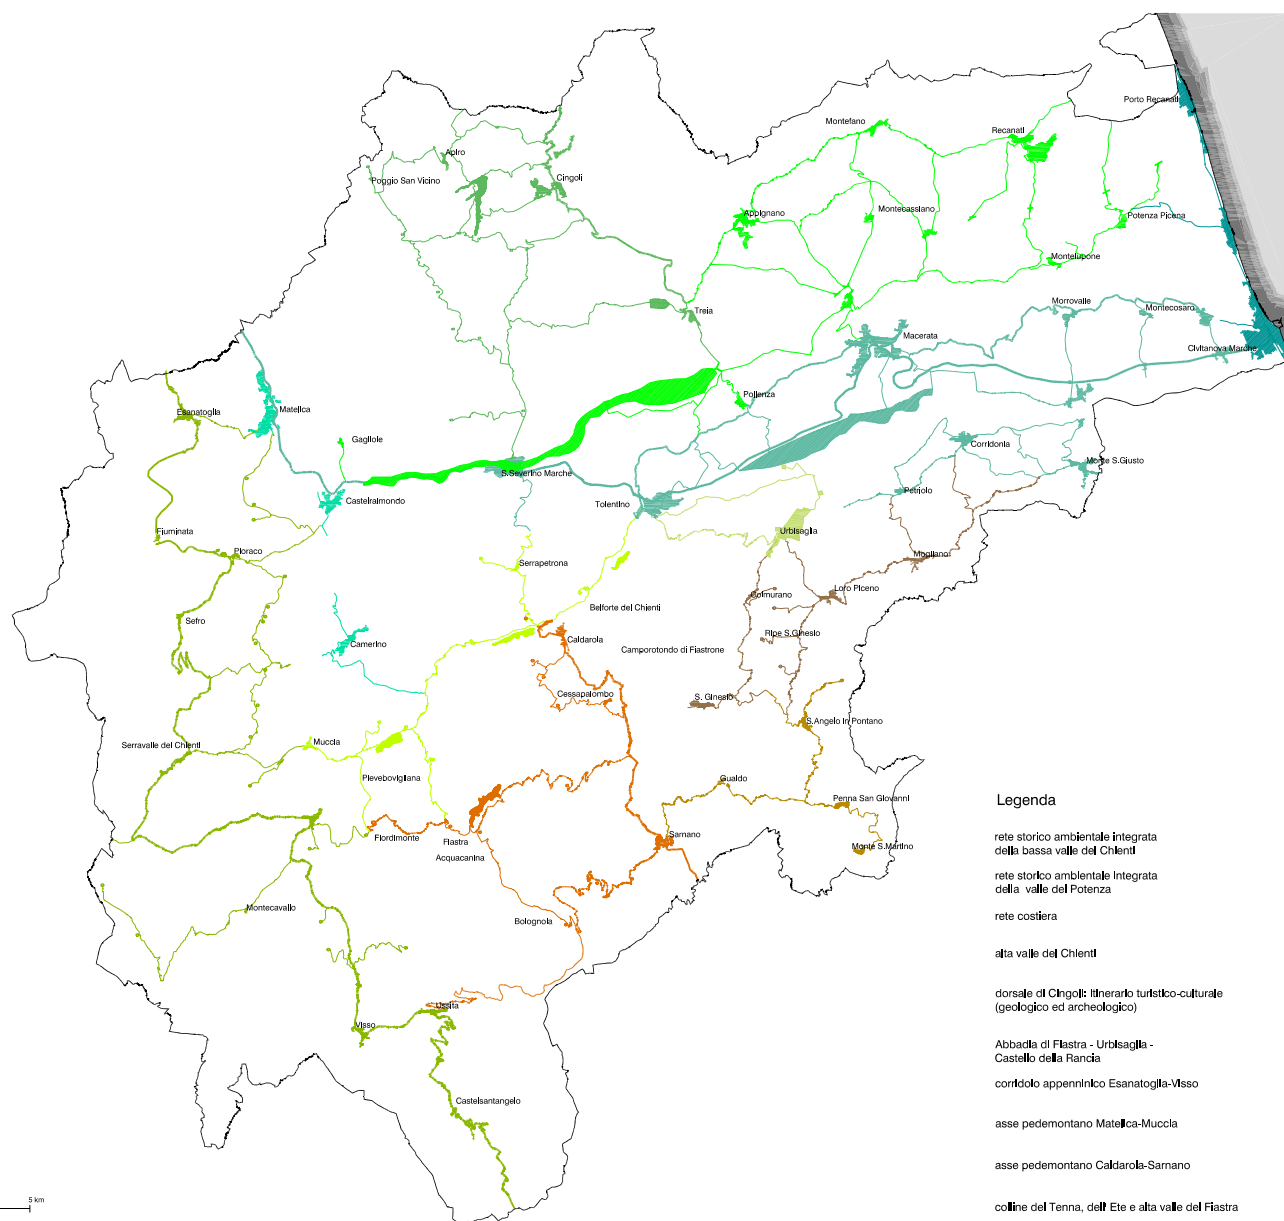 Porto Recanati
Montefano
Recanati
Apiro
Poggio San Vicino
Cingoli
Appignano
Montecassiano
Potenza Picena
Montelupone
Treia
Morrovalle
Montecosaro
Macerata
Civitanova Marche
Pollenza
Esanatoglia
Matelica
Gagliole
Corridonia
S.Severino Marche
Monte S.Giusto
Castelraimondo
Tolentino
Petriolo
Urbisaglia
Fiuminata
Pioraco
Mogliano
Serrapetrona
Colmurano
Loro Piceno
Belforte del Chienti
Sefro
Ripe S.Ginesio
Camerino
Caldarola
Camporotondo di Fiastrone
Cessapalombo
S. Ginesio
S.Angelo In Pontano
Serravalle del Chienti
Muccia
Pievebovigliana
Gualdo
Penna San Giovanni
Fiordimonte
Fiastra
Sarnano
Acquacanina
Monte S.Martino
Montecavallo
Bolognola
Ussita
Visso
Castelsantangelo
Legenda
rete storico ambientale integrata
della bassa valle del Chienti
rete storico ambientale integrata
della valle del Potenza
rete costiera
alta valle del Chienti
dorsale di Cingoli: itinerario turistico-culturale
(geologico ed archeologico)
Abbadia di Fiastra - Urbisaglia -
Castello della Rancia
corridoio appenninico Esanatoglia-Visso
asse pedemontano Matelica-Muccia
asse pedemontano Caldarola-Sarnano
colline del Tenna, dell' Ete e alta valle del Fiastra
5 km